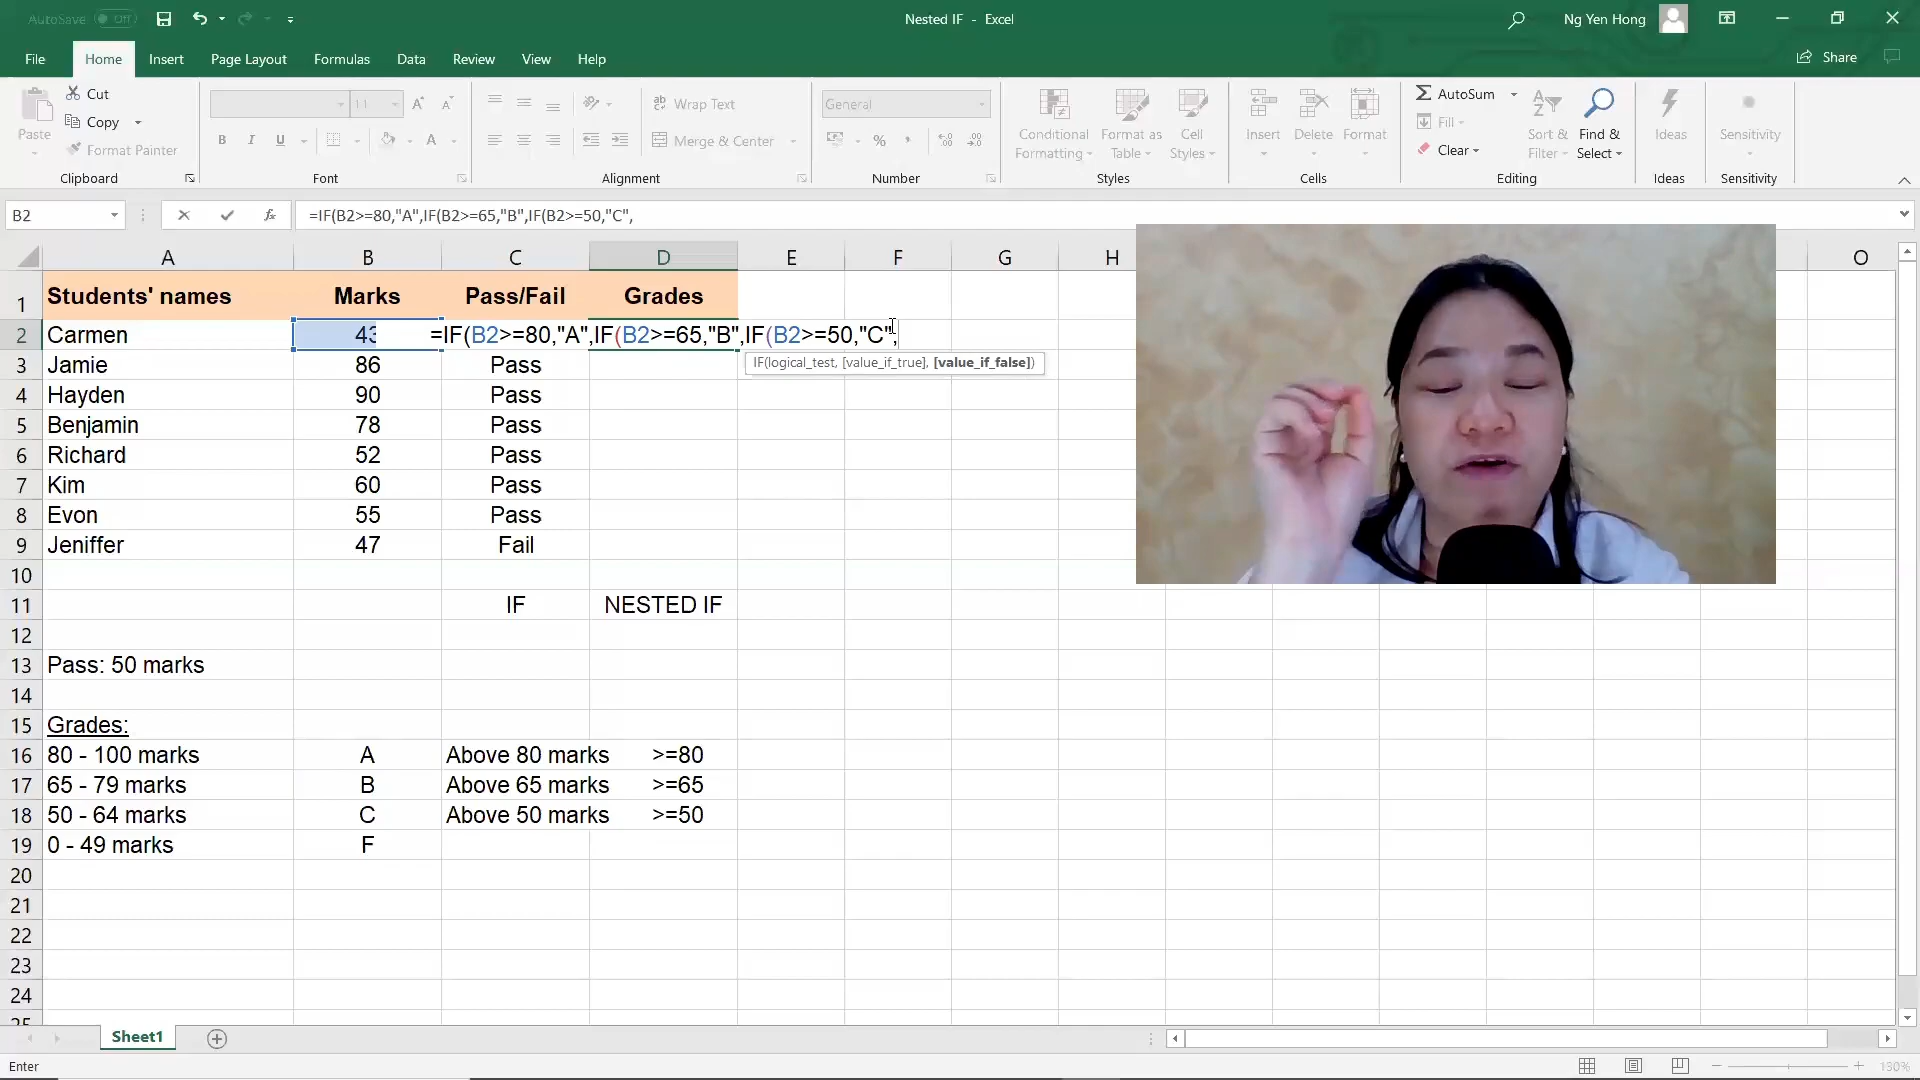 AutoSave Off
Nested IF - Excel
Ng Yen Hong
File Home Insert Page Layout Formulas Data Review View Help
Share
Paste
Cut
Copy
Format Painter
Clipboard
11
B I U
Font
Wrap Text
Merge & Center
Alignment
General
%
Number
Conditional Formatting
Format as Table
Cell Styles
Styles
Insert
Delete
Format
Cells
AutoSum
Fill
Clear
Sort & Filter
Find & Select
Editing
Ideas
Ideas
Sensitivity
Sensitivity
B2
fx
=IF(B2>=80,"A",IF(B2>=65,"B",IF(B2>=50,"C",
A B C D E F G H O
1 Students' names Marks Pass/Fail Grades
2 Carmen 43 =IF(B2>=80,"A",IF(B2>=65,"B",IF(B2>=50,"C",
IF(logical_test, [value_if_true], [value_if_false])
3 Jamie 86 Pass
4 Hayden 90 Pass
5 Benjamin 78 Pass
6 Richard 52 Pass
7 Kim 60 Pass
8 Evon 55 Pass
9 Jeniffer 47 Fail
10
11 IF NESTED IF
12
13 Pass: 50 marks
14
15 Grades:
16 80 - 100 marks A Above 80 marks >=80
17 65 - 79 marks B Above 65 marks >=65
18 50 - 64 marks C Above 50 marks >=50
19 0 - 49 marks F
20
21
22
23
24
25
Sheet1
Enter
130%